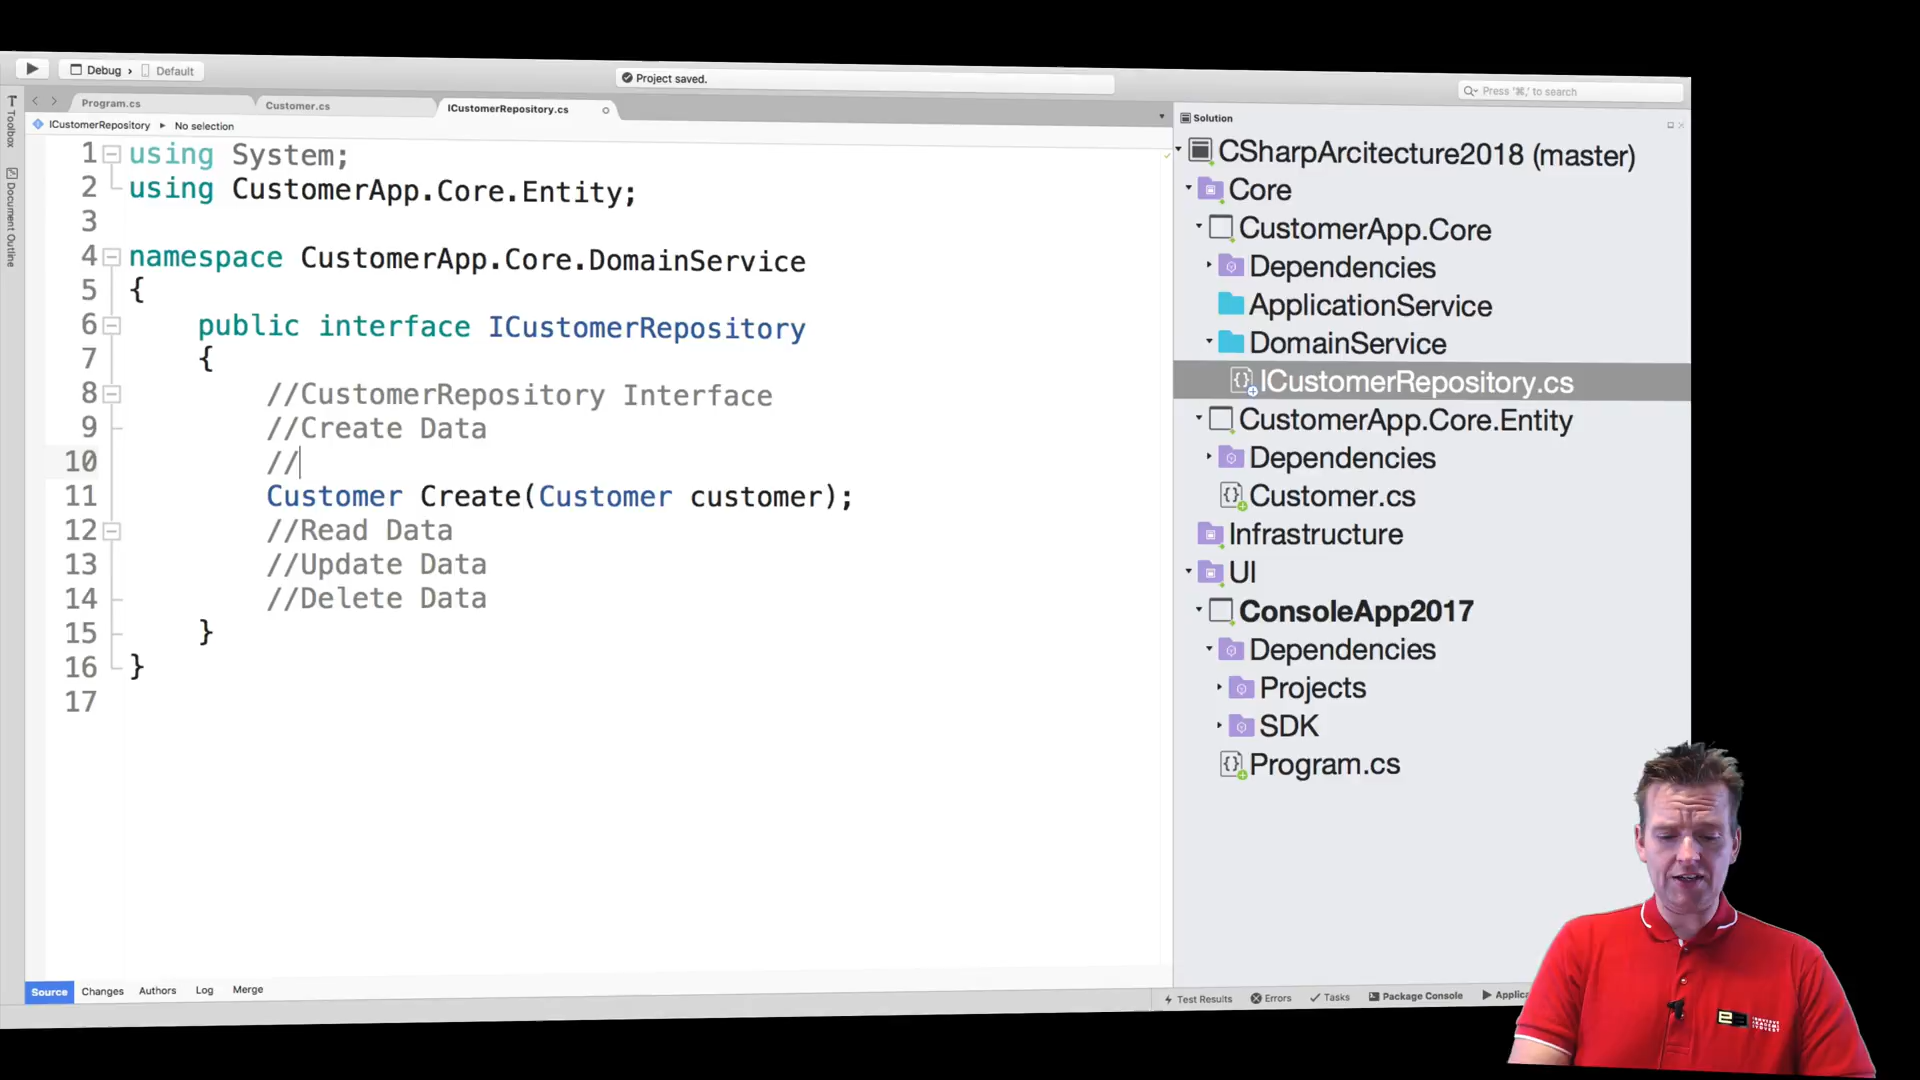 Debug › Default
Project saved.
Press '⌘,' to search
Program.cs
Customer.cs
ICustomerRepository.cs
Toolbox
Document Outline
ICustomerRepository ▸ No selection
1 using System;
2 using CustomerApp.Core.Entity;
3
4 namespace CustomerApp.Core.DomainService
5 {
6 public interface ICustomerRepository
7 {
8 //CustomerRepository Interface
9 //Create Data
10 //
11 Customer Create(Customer customer);
12 //Read Data
13 //Update Data
14 //Delete Data
15 }
16 }
17
Solution
CSharpArcitecture2018 (master)
Core
CustomerApp.Core
Dependencies
ApplicationService
DomainService
ICustomerRepository.cs
CustomerApp.Core.Entity
Dependencies
Customer.cs
Infrastructure
UI
ConsoleApp2017
Dependencies
Projects
SDK
Program.cs
Source Changes Authors Log Merge
Test Results Errors Tasks Package Console Applic